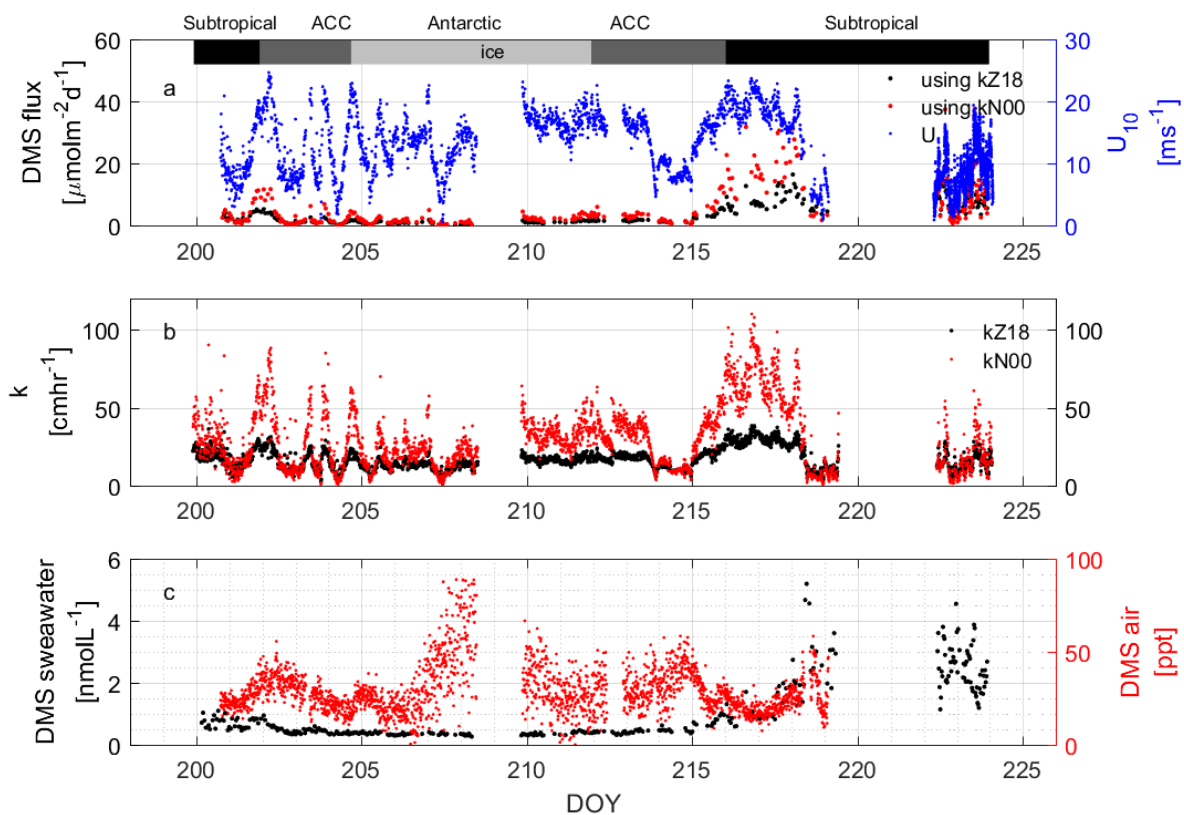 Subtropical ACC Antarctic ACC Subtropical
ice
a
using kZ18
using kN00
U
60
40
20
0
DMS flux
[μmolm⁻²d⁻¹]
30
20
10
0
U₁₀
[ms⁻¹]
200 205 210 215 220 225
b
kZ18
kN00
100
50
0
k
[cmhr⁻¹]
100
50
0
200 205 210 215 220 225
c
6
4
2
0
DMS sweawater
[nmolL⁻¹]
100
50
0
DMS air
[ppt]
200 205 210 215 220 225
DOY